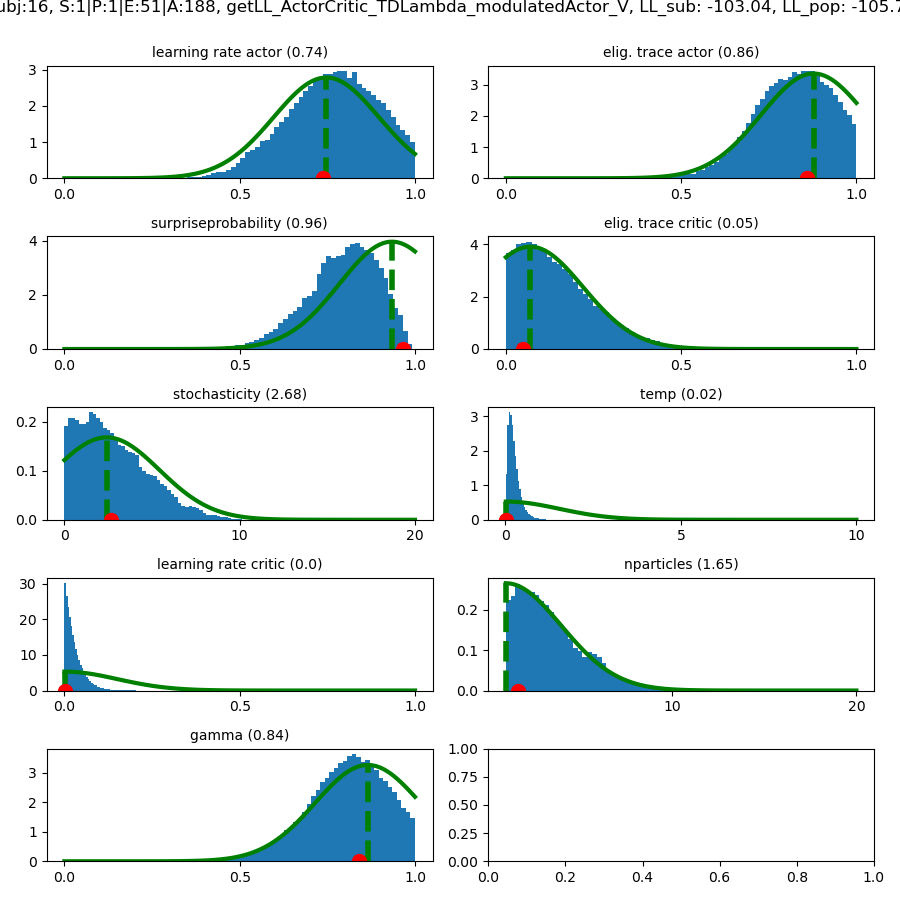 ubj:16, S:1|P:1|E:51|A:188, getLL_ActorCritic_TDLambda_modulatedActor_V, LL_sub: -103.04, LL_pop: -105.7
learning rate actor (0.74)
elig. trace actor (0.86)
3
2
1
0
0.0 0.5 1.0
3
2
1
0
0.0 0.5 1.0
surpriseprobability (0.96)
elig. trace critic (0.05)
4
2
0
0.0 0.5 1.0
4
2
0
0.0 0.5 1.0
stochasticity (2.68)
temp (0.02)
0.2
0.1
0.0
0 10 20
3
2
1
0
0 5 10
learning rate critic (0.0)
nparticles (1.65)
30
20
10
0
0.0 0.5 1.0
0.2
0.1
0.0
10 20
gamma (0.84)
3
2
1
0
0.0 0.5 1.0
1.00
0.75
0.50
0.25
0.00
0.0 0.2 0.4 0.6 0.8 1.0